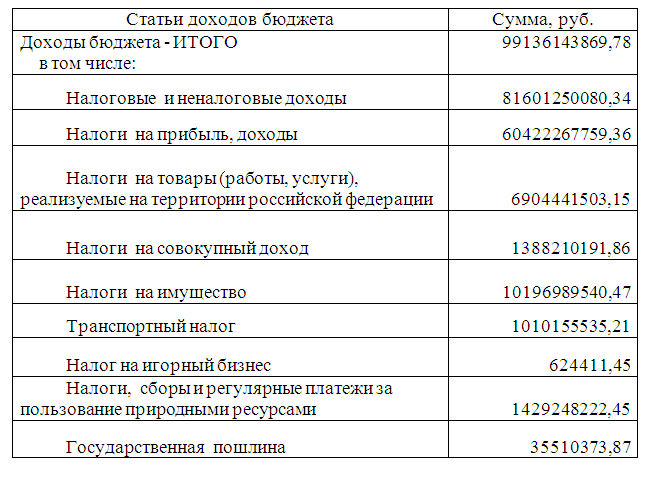 Статьи доходов бюджета Сумма, руб.
Доходы бюджета - ИТОГО 99136143869,78
в том числе:
Налоговые и неналоговые доходы 81601250080,34
Налоги на прибыль, доходы 60422267759,36
Налоги на товары (работы, услуги),
реализуемые на территории российской федерации 6904441503,15
Налоги на совокупный доход 1388210191,86
Налоги на имущество 10196989540,47
Транспортный налог 1010155535,21
Налог на игорный бизнес 624411,45
Налоги, сборы и регулярные платежи за
пользование природными ресурсами 1429248222,45
Государственная пошлина 35510373,87